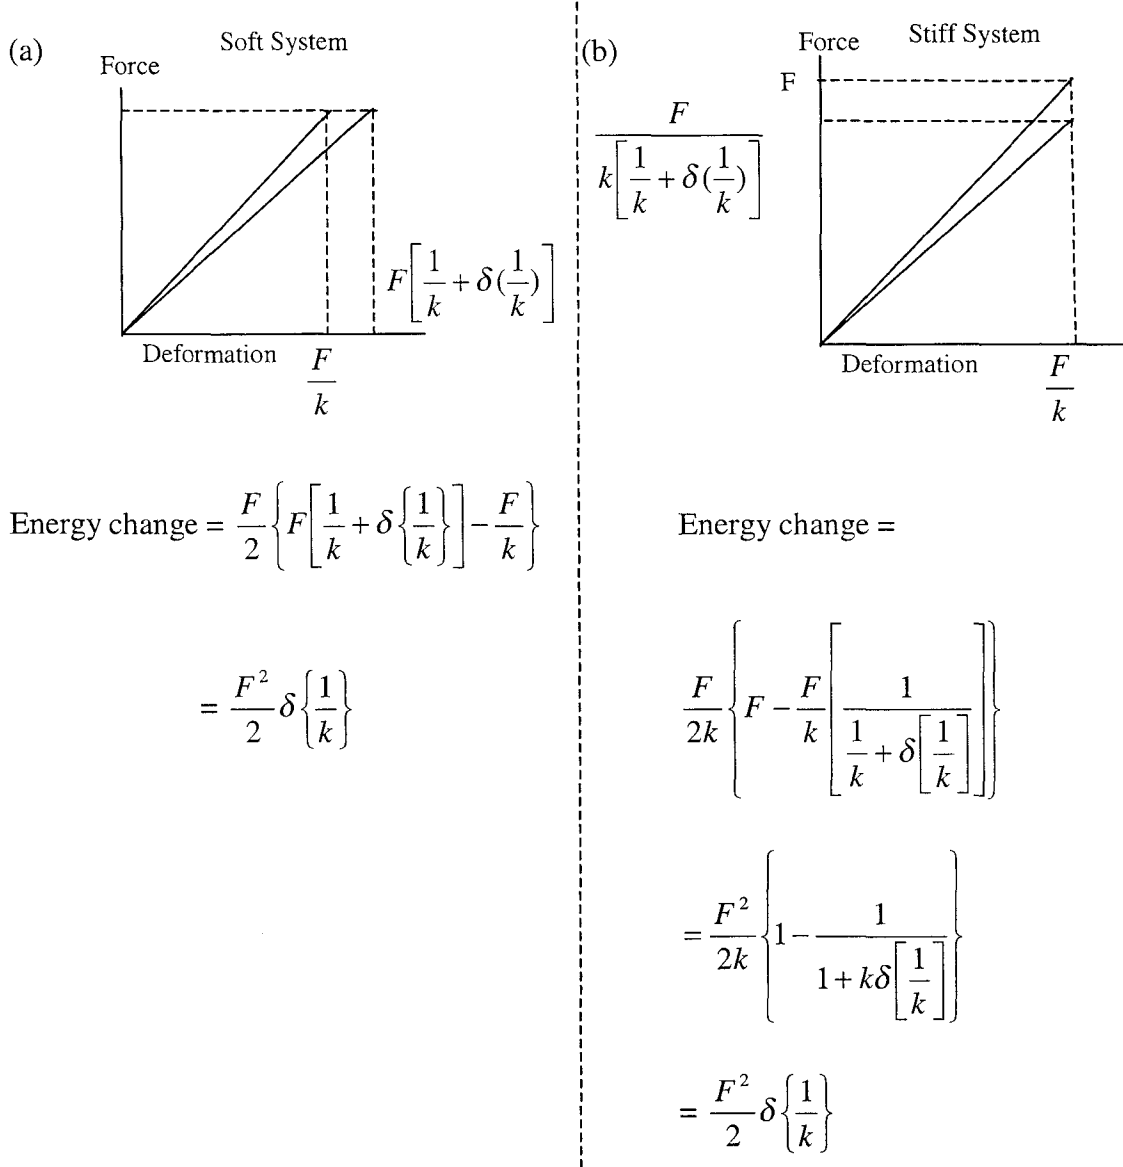 (a) Soft System
Force
F[1/k + δ(1/k)]
Deformation
F/k
Energy change = F/2 {F[1/k + δ{1/k}] − F/k}
= F²/2 δ{1/k}
(b) Stiff System
Force
F
F/(k[1/k + δ(1/k)])
Deformation
F/k
Energy change =
F/2k {F − F/k [1/(1/k + δ[1/k])]}
= F²/2k {1 − 1/(1 + kδ[1/k])}
= F²/2 δ{1/k}